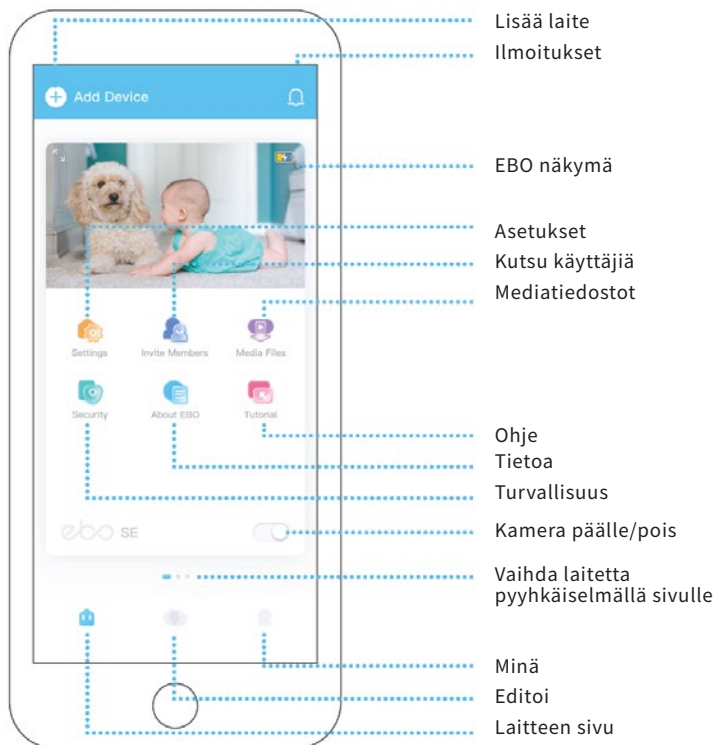 Lisää laite
Ilmoitukset
Add Device
EBO näkymä
Asetukset
Kutsu käyttäjiä
Mediatiedostot
Settings
Invite Members
Media Files
Security
About EBO
Tutorial
Ohje
Tietoa
Turvallisuus
ebo SE
Kamera päälle/pois
Vaihda laitetta
pyyhkäiselmällä sivulle
Minä
Editoi
Laitteen sivu